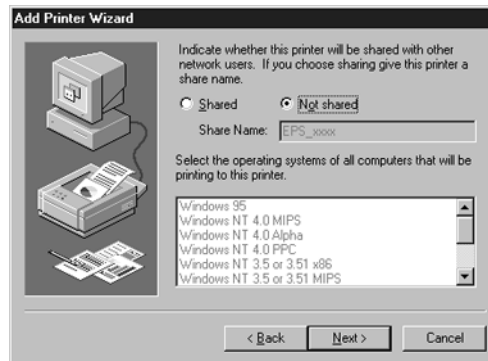 Add Printer Wizard
Indicate whether this printer will be shared with other
network users.  If you choose sharing give this printer a
share name.
Shared Not shared
Share Name: EPS_xxxx
Select the operating systems of all computers that will be
printing to this printer.
Windows 95
Windows NT 4.0 MIPS
Windows NT 4.0 Alpha
Windows NT 4.0 PPC
Windows NT 3.5 or 3.51 x86
Windows NT 3.5 or 3.51 MIPS
< Back Next > Cancel